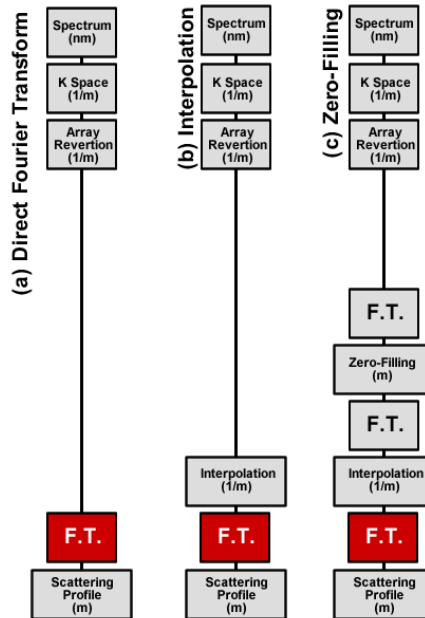 (a) Direct Fourier Transform
Spectrum
(nm)
K Space
(1/m)
Array
Revertion
(1/m)
F.T.
Scattering
Profile
(m)
(b) Interpolation
Spectrum
(nm)
K Space
(1/m)
Array
Revertion
(1/m)
Interpolation
(1/m)
F.T.
Scattering
Profile
(m)
(c) Zero-Filling
Spectrum
(nm)
K Space
(1/m)
Array
Revertion
(1/m)
F.T.
Zero-Filling
(m)
F.T.
Interpolation
(1/m)
F.T.
Scattering
Profile
(m)